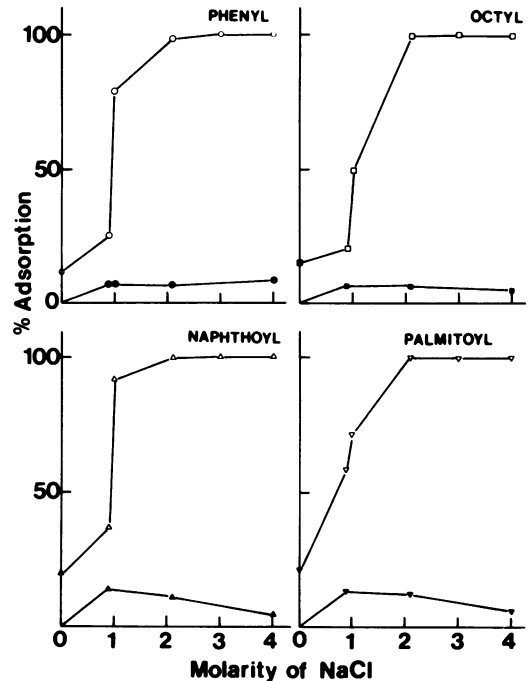 PHENYL
OCTYL
100
50
0
% Adsorption
NAPHTHOYL
PALMITOYL
100
50
0 1 2 3 4
0 1 2 3 4
Molarity of NaCl